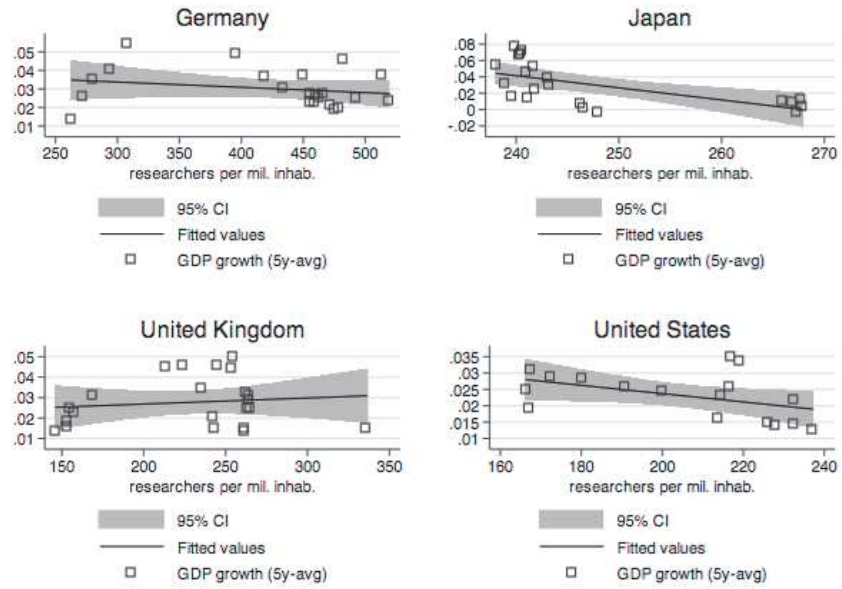 Germany
.05
.04
.03
.02
.01
250 300 350 400 450 500
researchers per mil. inhab.
95% CI
Fitted values
GDP growth (5y-avg)
Japan
.08
.06
.04
.02
0
-.02
240 250 260 270
researchers per mil. inhab.
95% CI
Fitted values
GDP growth (5y-avg)
United Kingdom
.05
.04
.03
.02
.01
150 200 250 300 350
researchers per mil. inhab.
95% CI
Fitted values
GDP growth (5y-avg)
United States
.035
.03
.025
.02
.015
.01
160 180 200 220 240
researchers per mil. inhab.
95% CI
Fitted values
GDP growth (5y-avg)